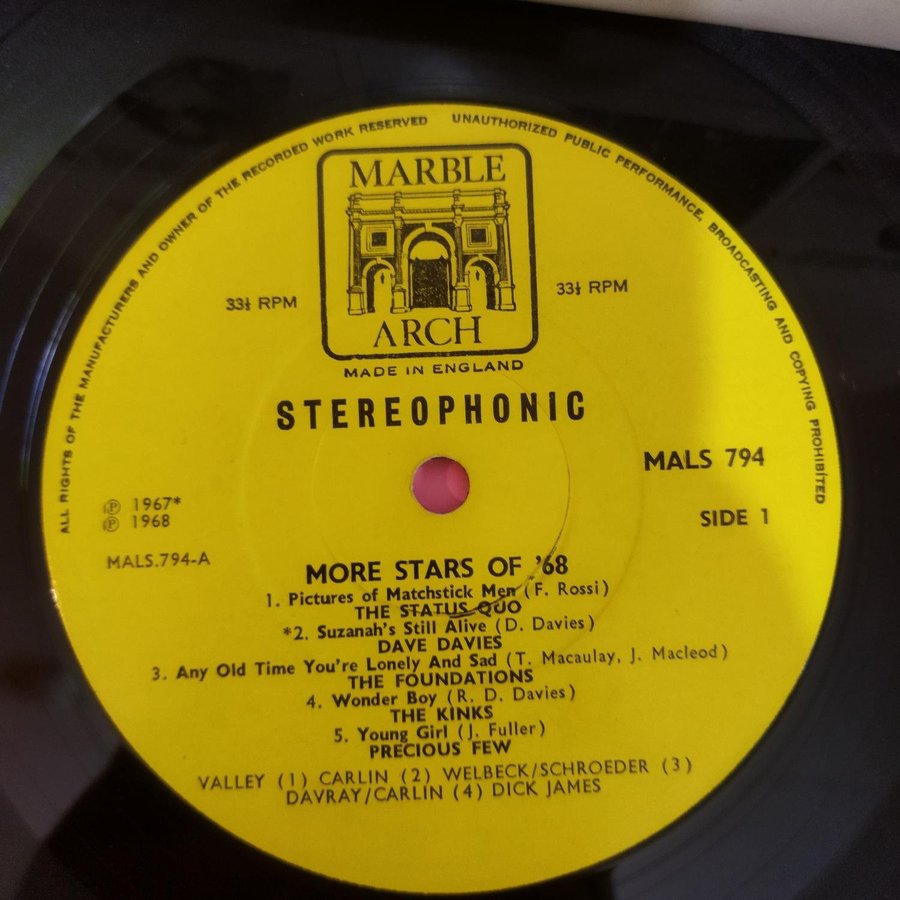 ALL RIGHTS OF THE MANUFACTURERS AND OWNER OF THE RECORDED WORK RESERVED UNAUTHORIZED PUBLIC PERFORMANCE, BROADCASTING AND COPYING PROHIBITED
MARBLE
ARCH
33⅓ RPM
33⅓ RPM
MADE IN ENGLAND
STEREOPHONIC
MALS 794
SIDE 1
℗ 1967*
℗ 1968
MALS.794-A
MORE STARS OF '68
1. Pictures of Matchstick Men (F. Rossi)
THE STATUS QUO
*2. Suzanah's Still Alive (D. Davies)
DAVE DAVIES
3. Any Old Time You're Lonely And Sad (T. Macaulay, J. Macleod)
THE FOUNDATIONS
4. Wonder Boy (R. D. Davies)
THE KINKS
5. Young Girl (J. Fuller)
PRECIOUS FEW
VALLEY (1) CARLIN (2) WELBECK/SCHROEDER (3)
DAVRAY/CARLIN (4) DICK JAMES